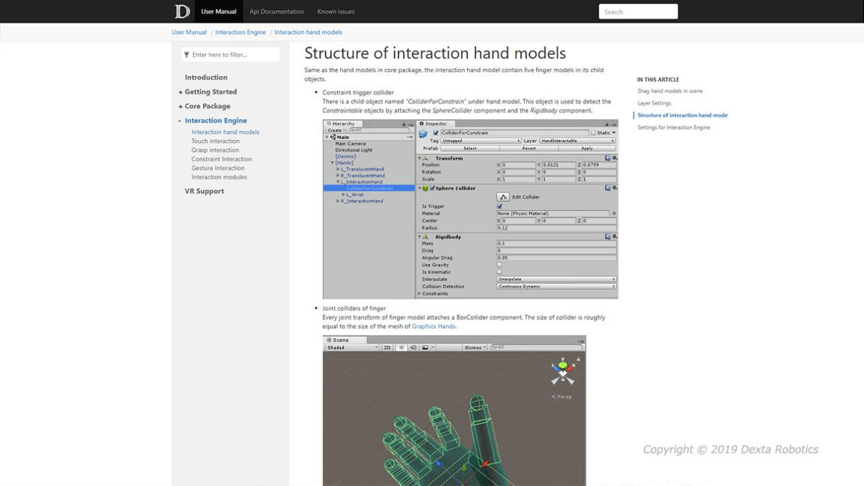 User Manual
Api Documentation
Known issues
Search
User Manual / Interaction Engine / Interaction hand models
Enter here to filter...
Introduction
+ Getting Started
+ Core Package
- Interaction Engine
Interaction hand models
Touch interaction
Grasp interaction
Constraint Interaction
Gesture Interaction
Interaction modules
VR Support
Structure of interaction hand models
Same as the hand models in core package, the interaction hand model contain five finger models in its child
objects.
• Constraint trigger collider
There is a child object named "ColliderForConstrain" under hand model. This object is used to detect the
Constraintable objects by attaching the SphereCollider component and the Rigidbody component.
Hierarchy
Create
Main
Main Camera
Directional Light
[Dexmo]
[Hands]
L_TranslucentHand
R_TranslucentHand
L_InteractionHand
ColliderForConstrain
L_Wrist
R_InteractionHand
Inspector
ColliderForConstrain
Static
Tag Untagged Layer HandInteractable
Prefab Select Revert Apply
Transform
Position X 0 Y 0.0121 Z 0.0759
Rotation X 0 Y 0 Z 0
Scale X 1 Y 1 Z 1
Sphere Collider
Edit Collider
Is Trigger
Material None (Physic Material)
Center X 0 Y 0 Z 0
Radius 0.12
Rigidbody
Mass 0.1
Drag 0
Angular Drag 0.05
Use Gravity
Is Kinematic
Interpolate Interpolate
Collision Detection Continuous Dynamic
Constraints
• Joint colliders of finger
Every joint transform of finger model attaches a BoxCollider component. The size of collider is roughly
equal to the size of the mesh of Graphics Hands.
Scene
Shaded 2D Gizmos
Persp
IN THIS ARTICLE
Drag hand models in scene
Layer Settings
Structure of interaction hand mode
Settings for Interaction Engine
Copyright © 2019 Dexta Robotics